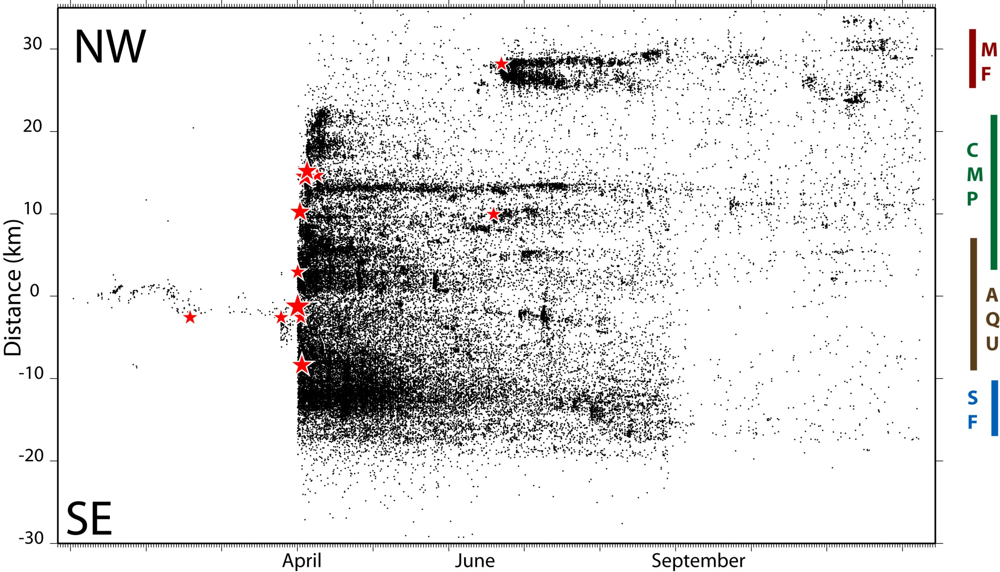 NW
SE
Distance (km)
30
20
10
0
-10
-20
-30
April
June
September
M
F
C
M
P
A
Q
U
S
F